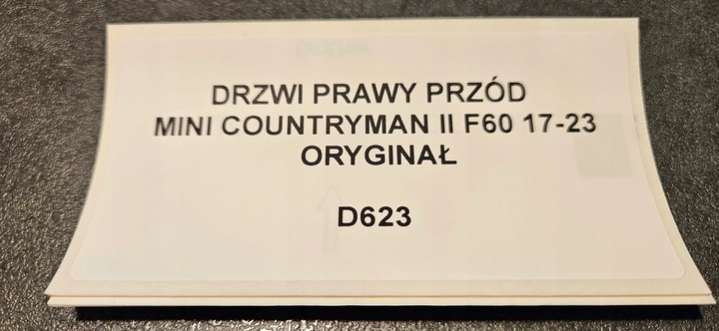 DRZWI PRAWY PRZÓD
MINI COUNTRYMAN II F60 17-23
ORYGINAŁ
D623